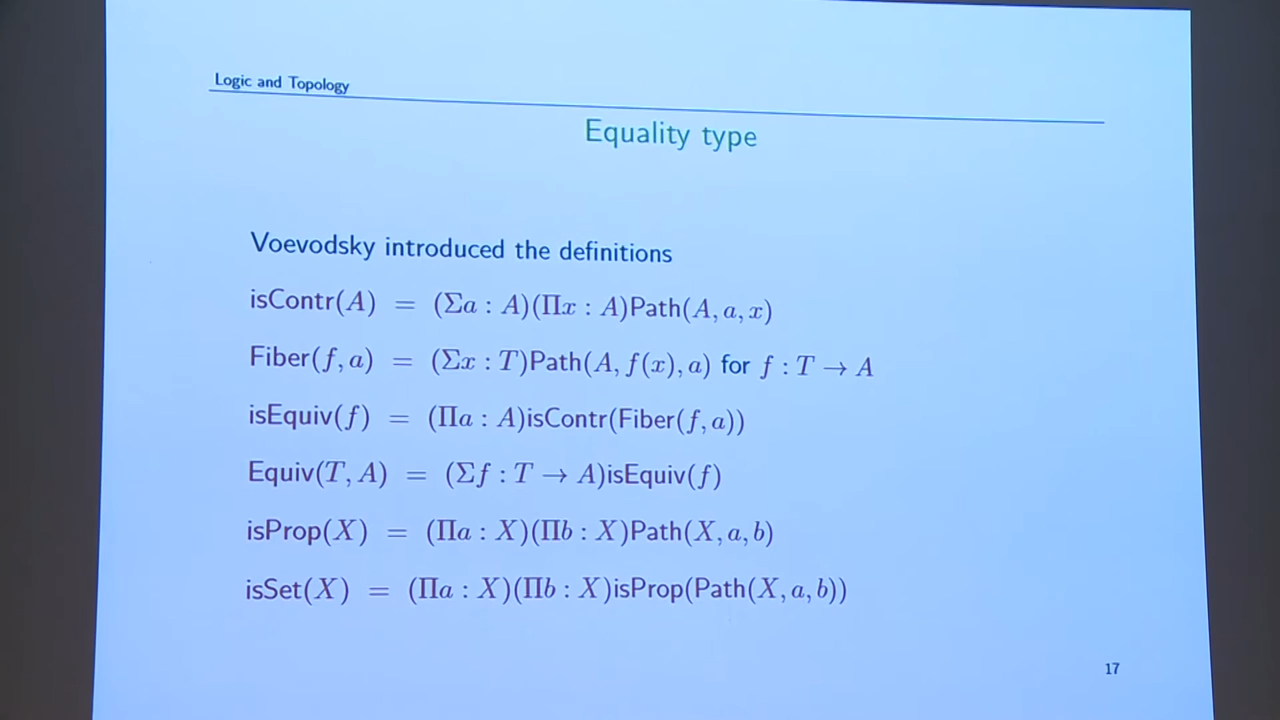 Logic and Topology
Equality type
Voevodsky introduced the definitions
isContr(A) = (Σa : A)(Πx : A)Path(A, a, x)
Fiber(f, a) = (Σx : T)Path(A, f(x), a) for f : T → A
isEquiv(f) = (Πa : A)isContr(Fiber(f, a))
Equiv(T, A) = (Σf : T → A)isEquiv(f)
isProp(X) = (Πa : X)(Πb : X)Path(X, a, b)
isSet(X) = (Πa : X)(Πb : X)isProp(Path(X, a, b))
17